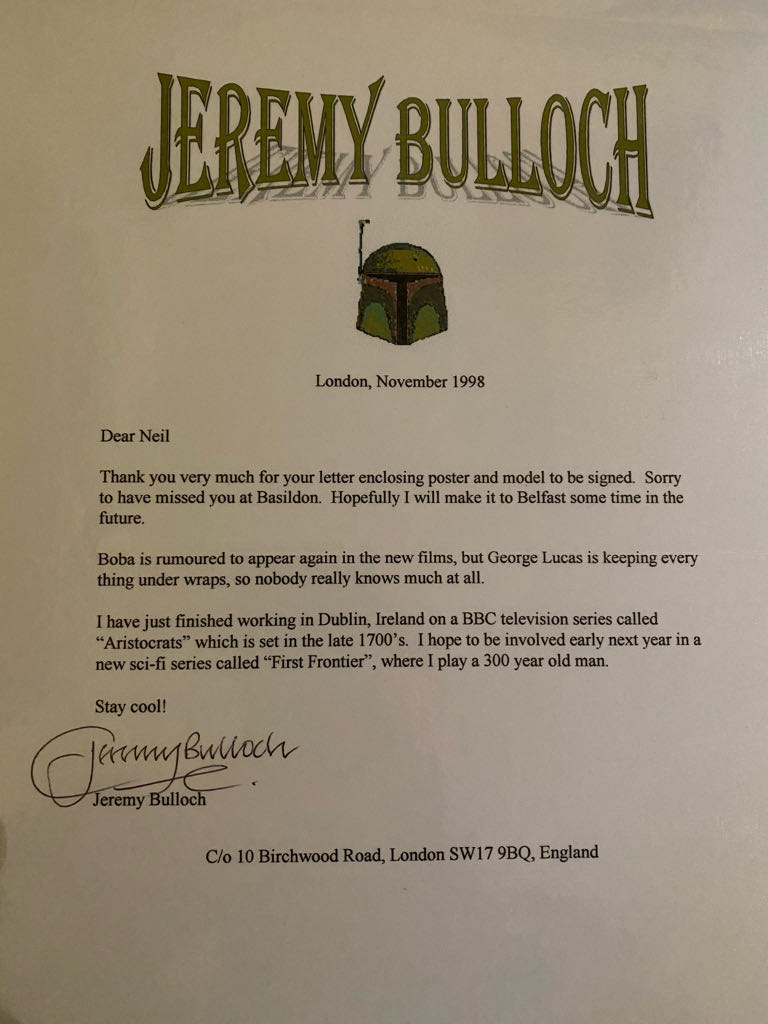 JEREMY BULLOCH
London, November 1998
Dear Neil
Thank you very much for your letter enclosing poster and model to be signed.  Sorry
to have missed you at Basildon.  Hopefully I will make it to Belfast some time in the
future.
Boba is rumoured to appear again in the new films, but George Lucas is keeping every
thing under wraps, so nobody really knows much at all.
I have just finished working in Dublin, Ireland on a BBC television series called
“Aristocrats” which is set in the late 1700’s.  I hope to be involved early next year in a
new sci-fi series called “First Frontier”, where I play a 300 year old man.
Stay cool!
Jeremy Bulloch
Jeremy Bulloch
C/o 10 Birchwood Road, London SW17 9BQ, England